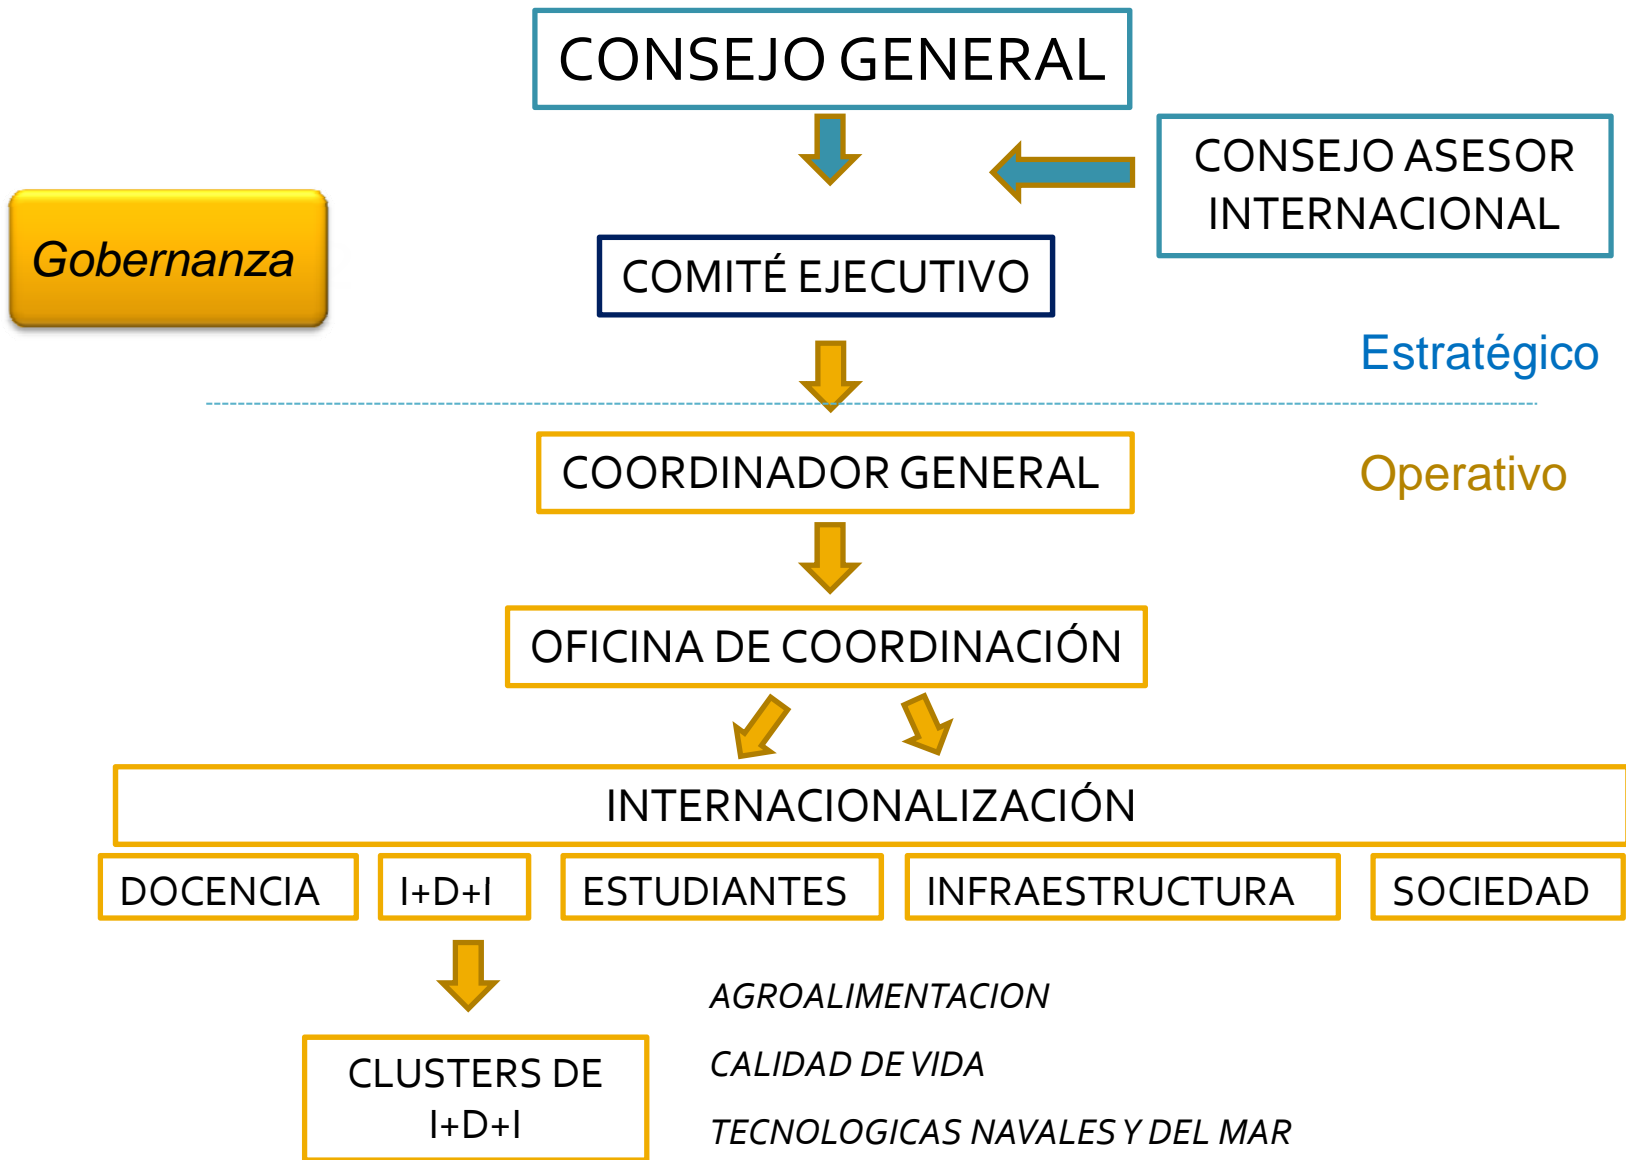 CONSEJO GENERAL
CONSEJO ASESOR
INTERNACIONAL
Gobernanza
COMITÉ EJECUTIVO
Estratégico
COORDINADOR GENERAL
Operativo
OFICINA DE COORDINACIÓN
INTERNACIONALIZACIÓN
DOCENCIA
I+D+I
ESTUDIANTES
INFRAESTRUCTURA
SOCIEDAD
AGROALIMENTACION
CLUSTERS DE
I+D+I
CALIDAD DE VIDA
TECNOLOGICAS NAVALES Y DEL MAR